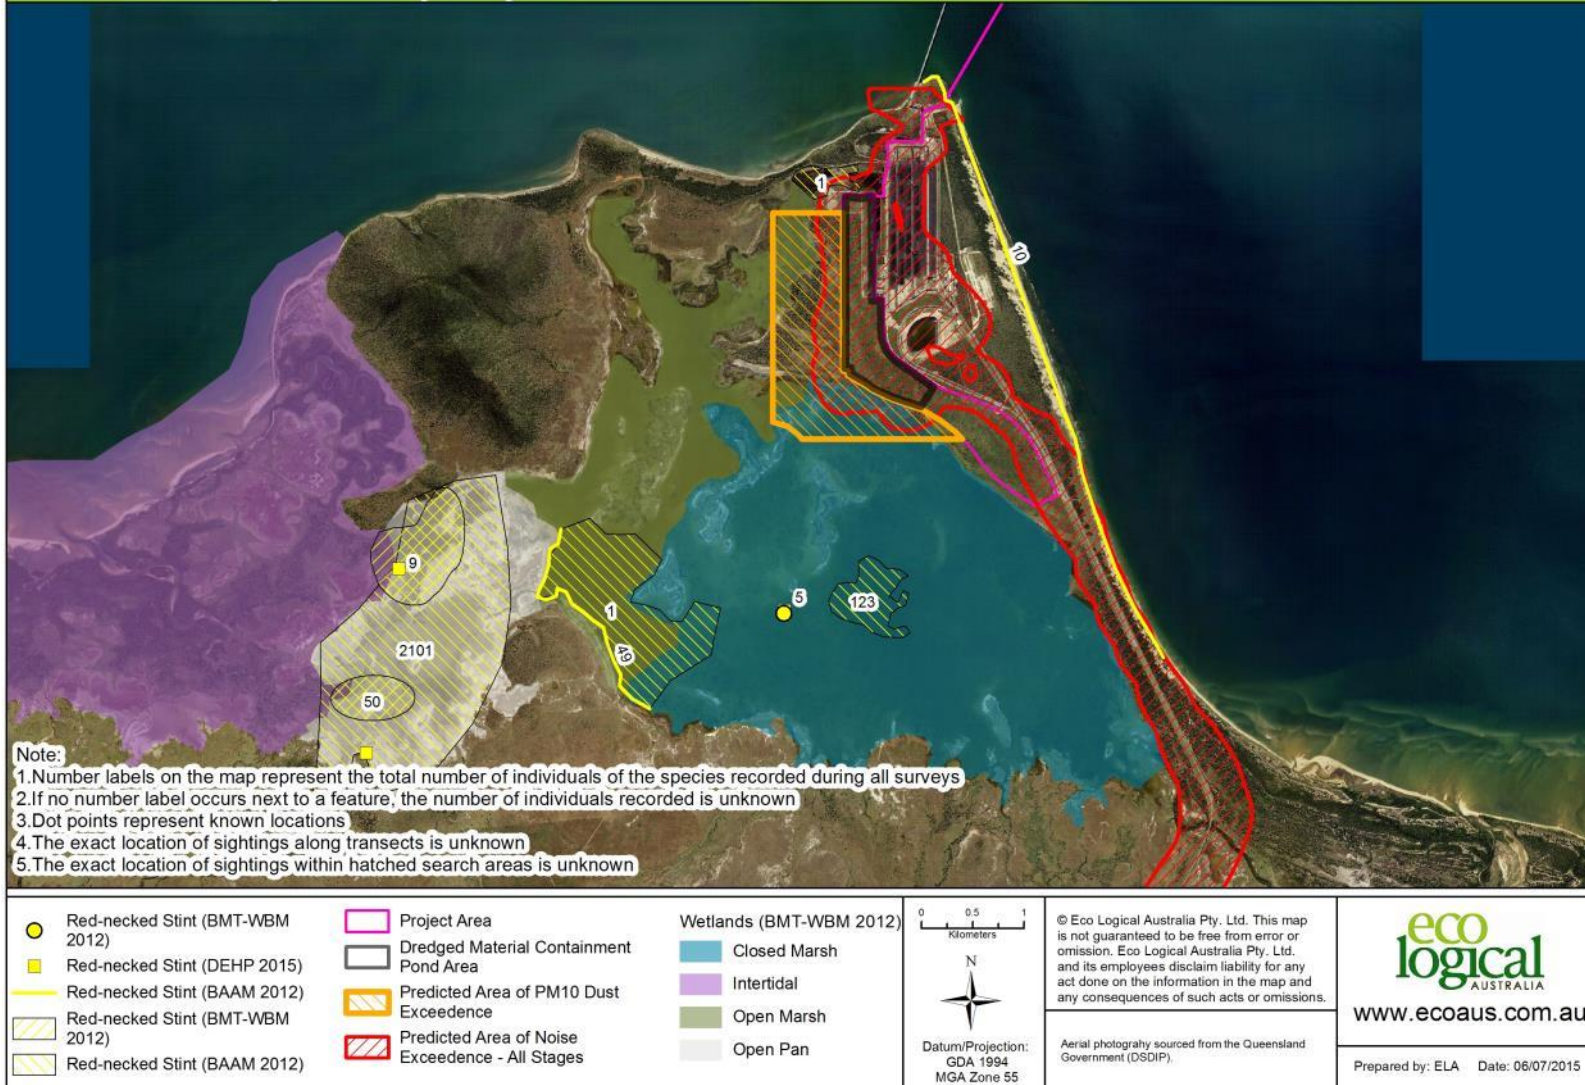 1
10
9
2101
50
1
49
5
123
Note:
1.Number labels on the map represent the total number of individuals of the species recorded during all surveys
2.If no number label occurs next to a feature, the number of individuals recorded is unknown
3.Dot points represent known locations
4.The exact location of sightings along transects is unknown
5.The exact location of sightings within hatched search areas is unknown
Red-necked Stint (BMT-WBM
2012)
Red-necked Stint (DEHP 2015)
Red-necked Stint (BAAM 2012)
Red-necked Stint (BMT-WBM
2012)
Red-necked Stint (BAAM 2012)
Project Area
Dredged Material Containment
Pond Area
Predicted Area of PM10 Dust
Exceedence
Predicted Area of Noise
Exceedence - All Stages
Wetlands (BMT-WBM 2012)
Closed Marsh
Intertidal
Open Marsh
Open Pan
0 0.5 1
Kilometers
N
Datum/Projection:
GDA 1994
MGA Zone 55
© Eco Logical Australia Pty. Ltd. This map
is not guaranteed to be free from error or
omission. Eco Logical Australia Pty. Ltd.
and its employees disclaim liability for any
act done on the information in the map and
any consequences of such acts or omissions.
Aerial photograhy sourced from the Queensland
Government (DSDIP).
eco
logical
AUSTRALIA
www.ecoaus.com.au
Prepared by: ELA Date: 06/07/2015